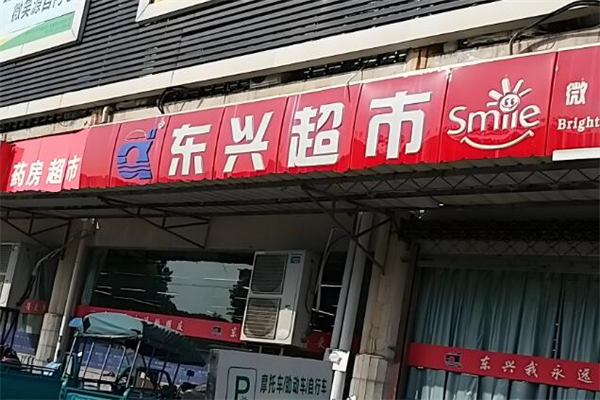 药房 超市
东兴超市
Smile
微
Bright
P
摩托车/助动车/自行车
东兴我永远